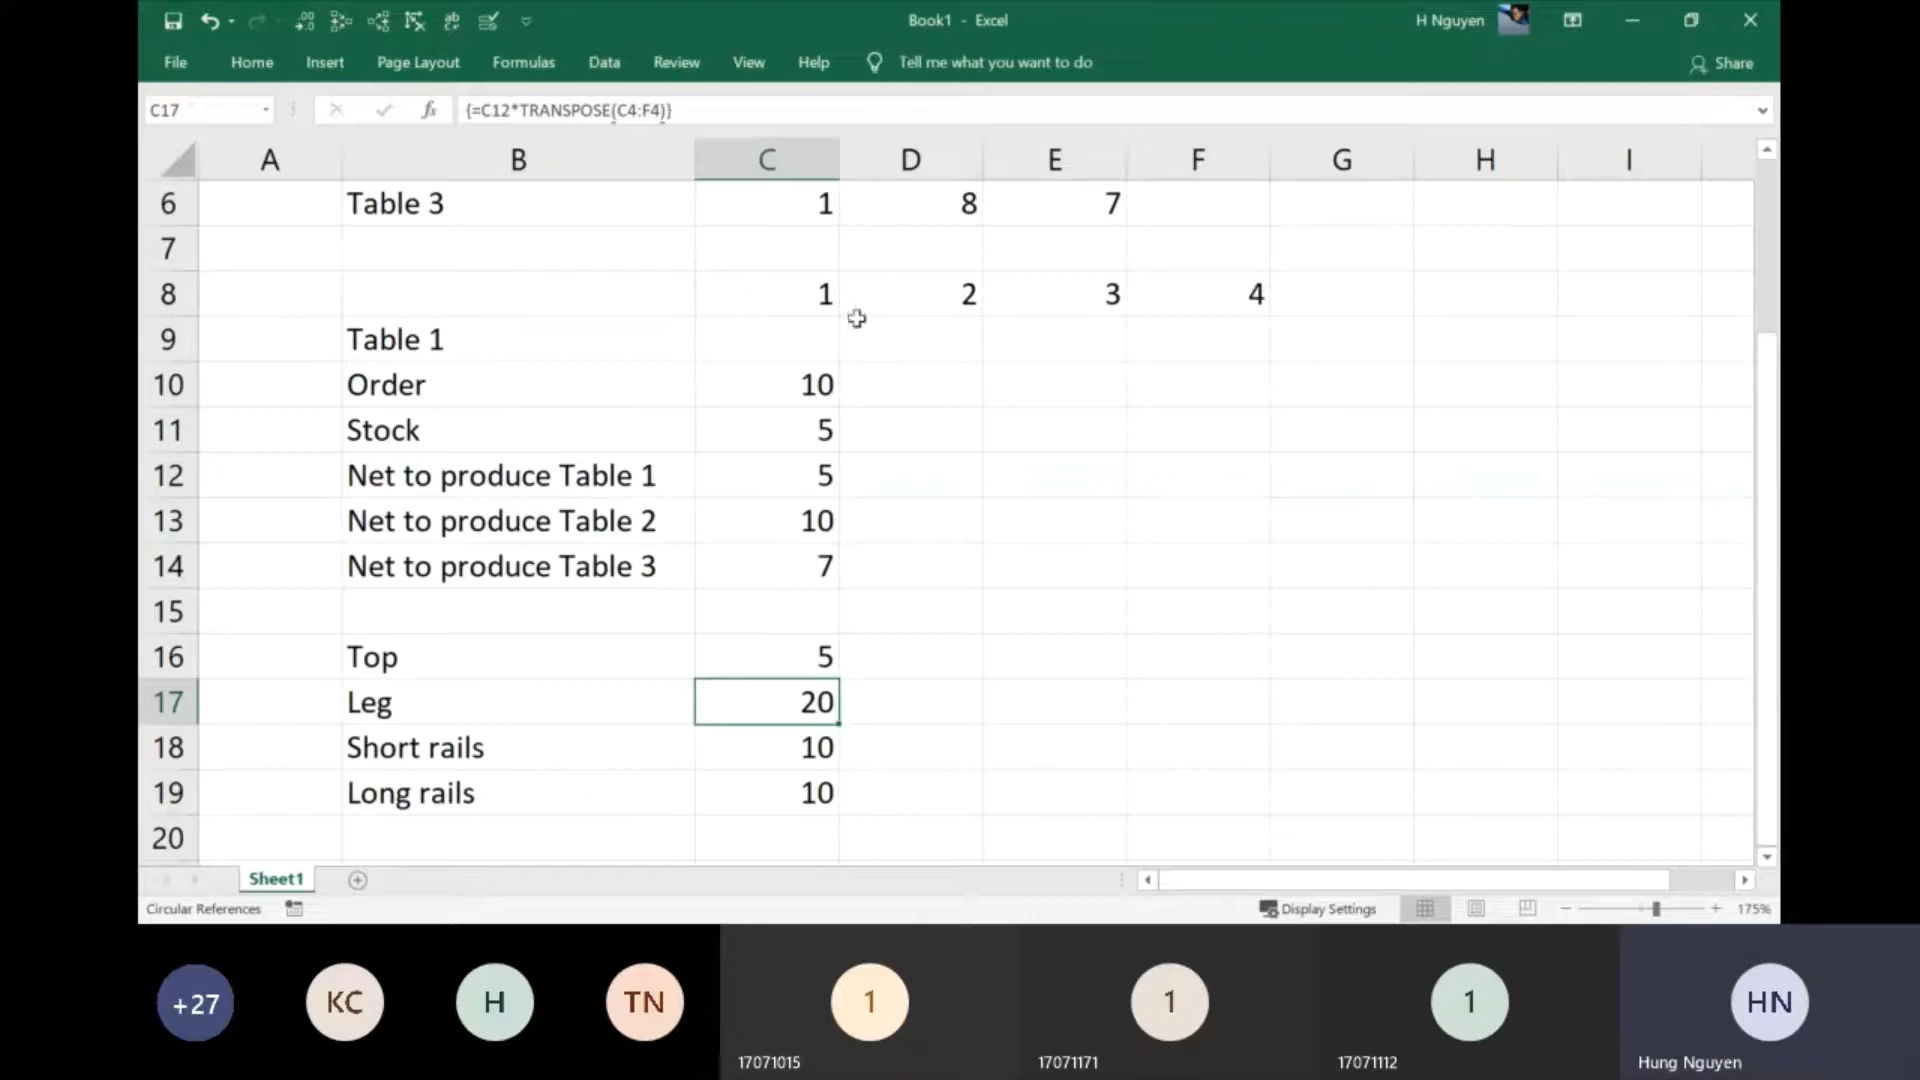 Book1 - Excel
H Nguyen
File Home Insert Page Layout Formulas Data Review View Help Tell me what you want to do Share
C17 fx {=C12*TRANSPOSE(C4:F4)}
A B C D E F G H I
6 Table 3 1 8 7
7
8 1 2 3 4
9 Table 1
10 Order 10
11 Stock 5
12 Net to produce Table 1 5
13 Net to produce Table 2 10
14 Net to produce Table 3 7
15
16 Top 5
17 Leg 20
18 Short rails 10
19 Long rails 10
20
Sheet1
Circular References Display Settings 175%
+27 KC H TN 1 1 1 HN
17071015 17071171 17071112 Hung Nguyen